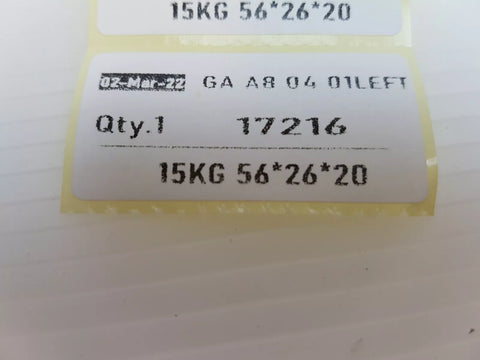 15KG 56*26*20
02-Mar-22 GA A8 04 01LEFT
Qty.1 17216
15KG 56*26*20